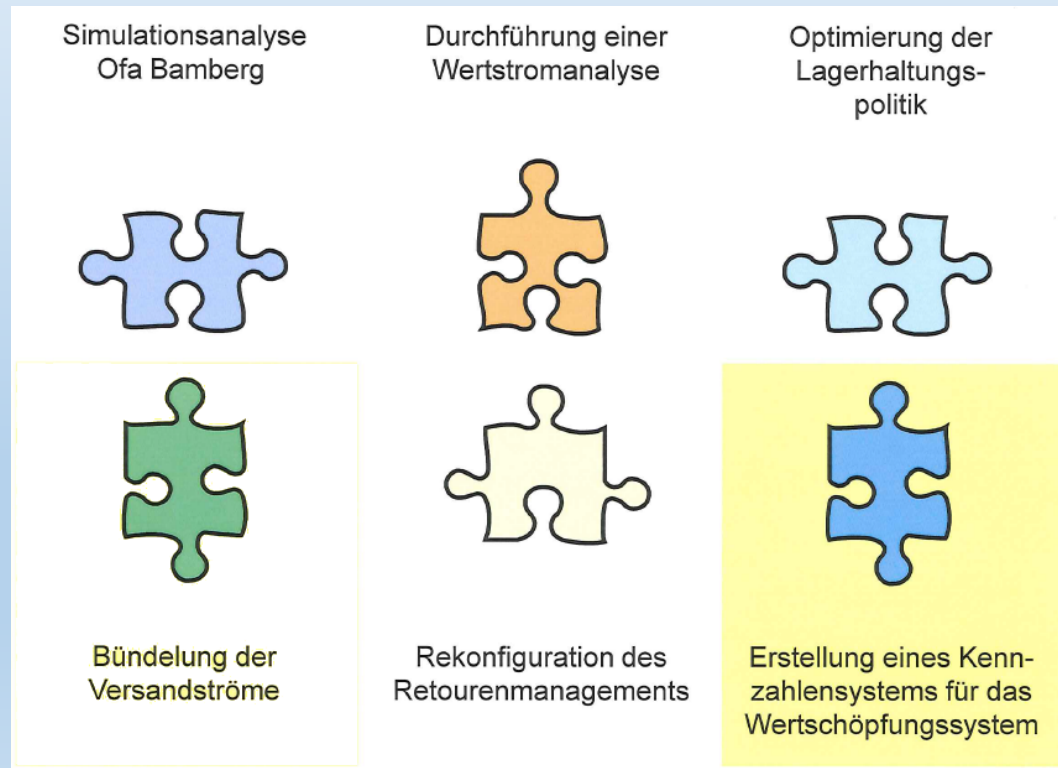 Simulationsanalyse
Ofa Bamberg
Durchführung einer
Wertstromanalyse
Optimierung der
Lagerhaltungs-
politik
Bündelung der
Versandströme
Rekonfiguration des
Retourenmanagements
Erstellung eines Kenn-
zahlensystems für das
Wertschöpfungssystem